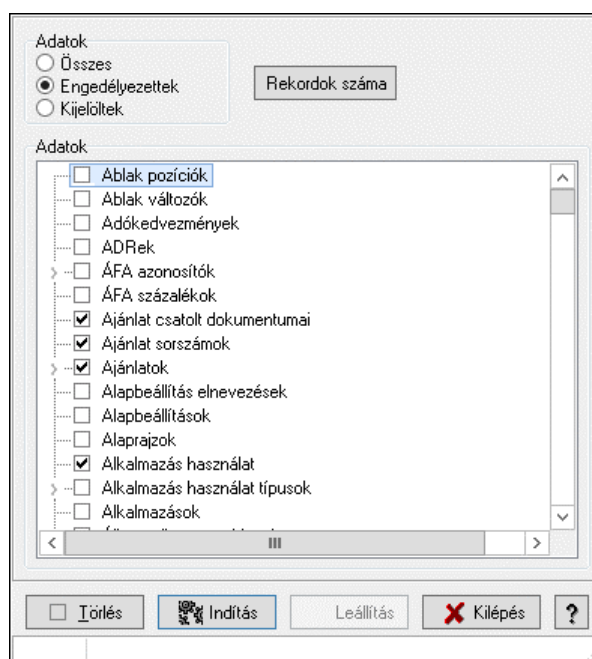 Adatok
Összes
Engedélyezettek
Kijelöltek
Rekordok száma
Adatok
Ablak pozíciók
Ablak változók
Adókedvezmények
ADRek
ÁFA azonosítók
ÁFA százalékok
Ajánlat csatolt dokumentumai
Ajánlat sorszámok
Ajánlatok
Alapbeállítás elnevezések
Alapbeállítások
Alaprajzok
Alkalmazás használat
Alkalmazás használat típusok
Alkalmazások
Törlés Indítás Leállítás Kilépés ?